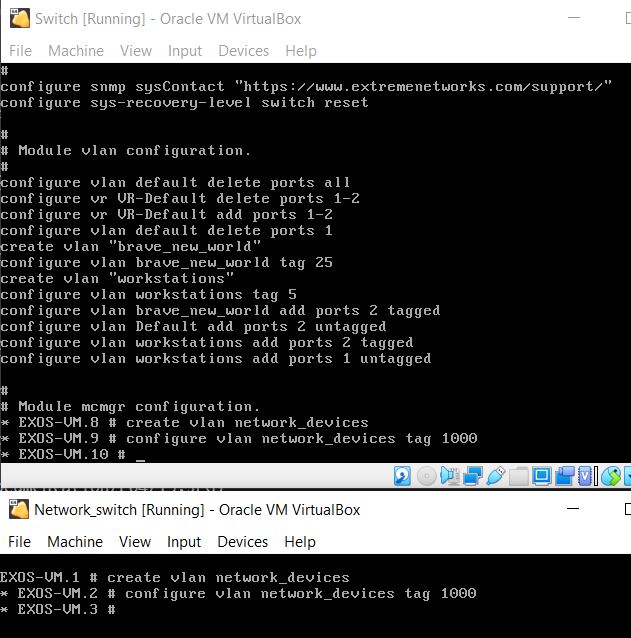 Switch [Running] - Oracle VM VirtualBox
File Machine View Input Devices Help
#
configure snmp sysContact "https://www.extremenetworks.com/support/"
configure sys-recovery-level switch reset
#
# Module vlan configuration.
#
configure vlan default delete ports all
configure vr VR-Default delete ports 1-2
configure vr VR-Default add ports 1-2
configure vlan default delete ports 1
create vlan "brave_new_world"
configure vlan brave_new_world tag 25
create vlan "workstations"
configure vlan workstations tag 5
configure vlan brave_new_world add ports 2 tagged
configure vlan Default add ports 2 untagged
configure vlan workstations add ports 2 tagged
configure vlan workstations add ports 1 untagged
#
# Module mcmgr configuration.
* EXOS-VM.8 # create vlan network_devices
* EXOS-VM.9 # configure vlan network_devices tag 1000
* EXOS-VM.10 # _
Network_switch [Running] - Oracle VM VirtualBox
File Machine View Input Devices Help
EXOS-VM.1 # create vlan network_devices
* EXOS-VM.2 # configure vlan network_devices tag 1000
* EXOS-VM.3 #